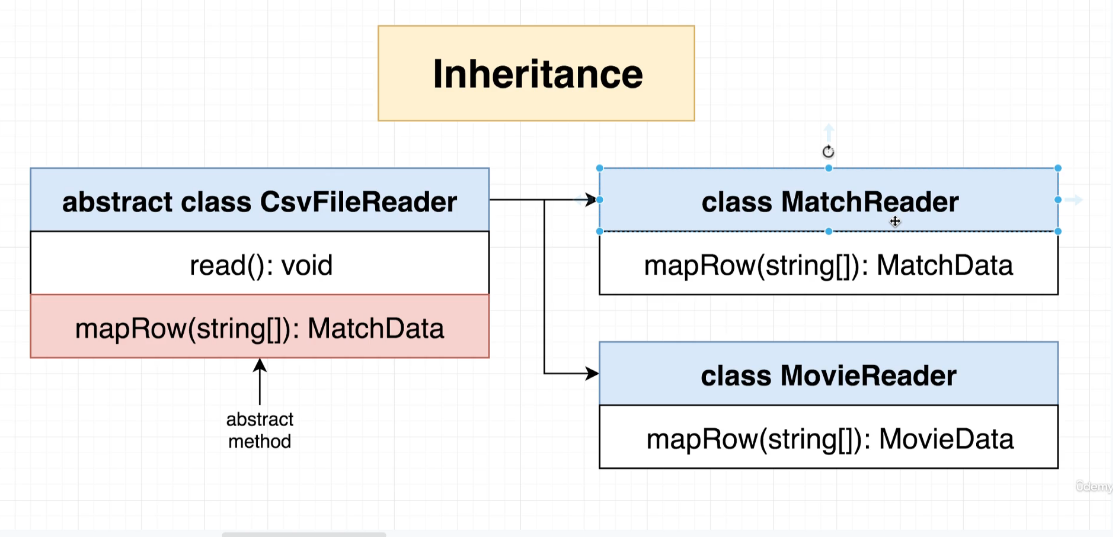 Inheritance
abstract class CsvFileReader
read(): void
mapRow(string[]): MatchData
abstract
method
class MatchReader
mapRow(string[]): MatchData
class MovieReader
mapRow(string[]): MovieData
Udemy